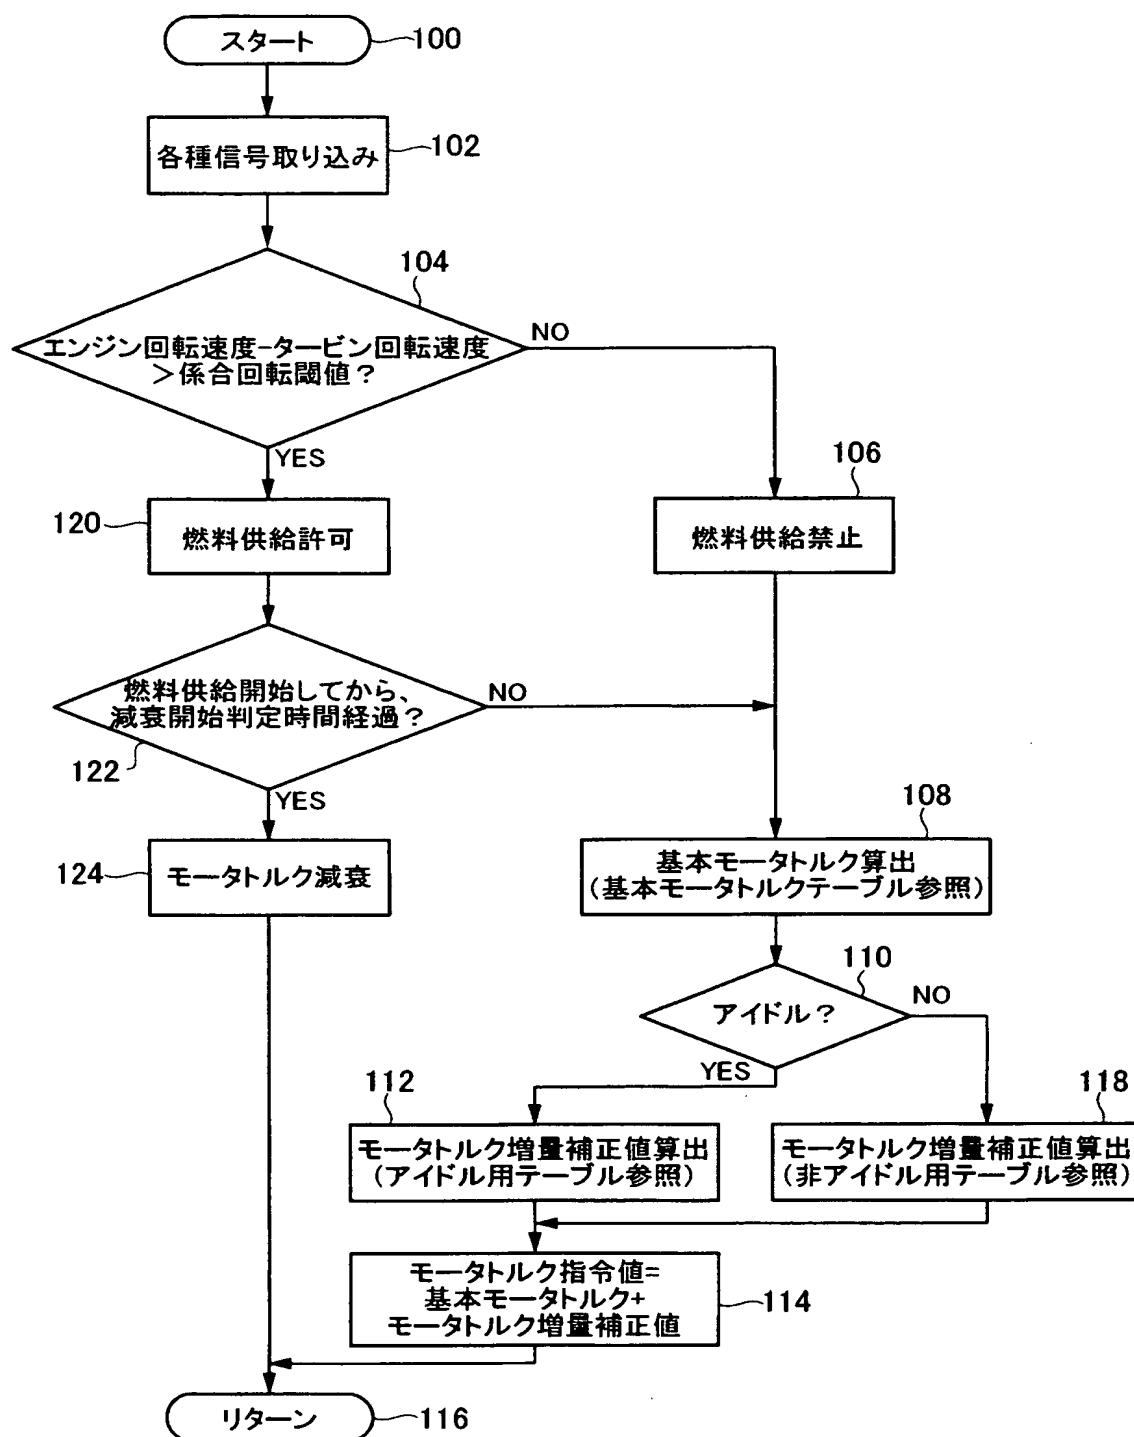 スタート
100
各種信号取り込み
102
104
エンジン回転速度-タービン回転速度
＞係合回転閾値？
NO
YES
106
120
燃料供給許可
燃料供給禁止
燃料供給開始してから、
減衰開始判定時間経過？
NO
122
YES
108
124
モータトルク減衰
基本モータトルク算出
(基本モータトルクテーブル参照)
110
アイドル？
NO
YES
112
118
モータトルク増量補正値算出
(アイドル用テーブル参照)
モータトルク増量補正値算出
(非アイドル用テーブル参照)
モータトルク指令値=
基本モータトルク+
モータトルク増量補正値
114
リターン
116